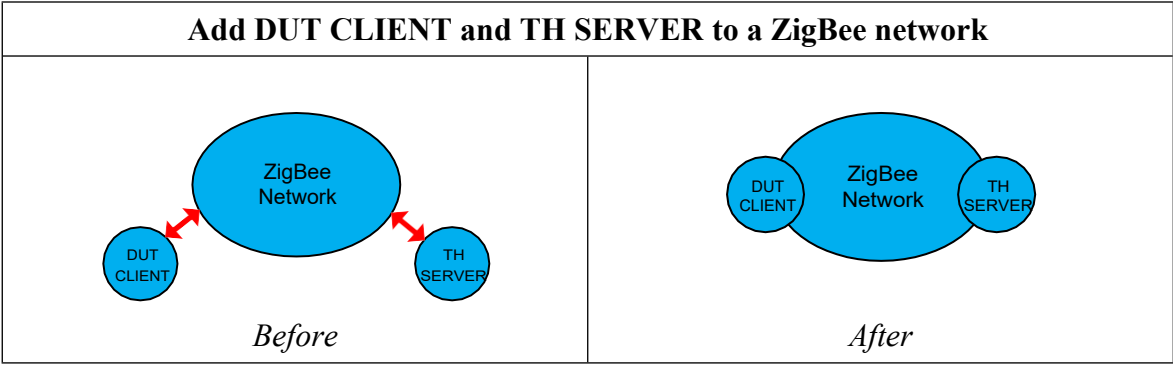 Add DUT CLIENT and TH SERVER to a ZigBee network
ZigBee
Network
DUT
CLIENT
TH
SERVER
Before
ZigBee
Network
DUT
CLIENT
TH
SERVER
After